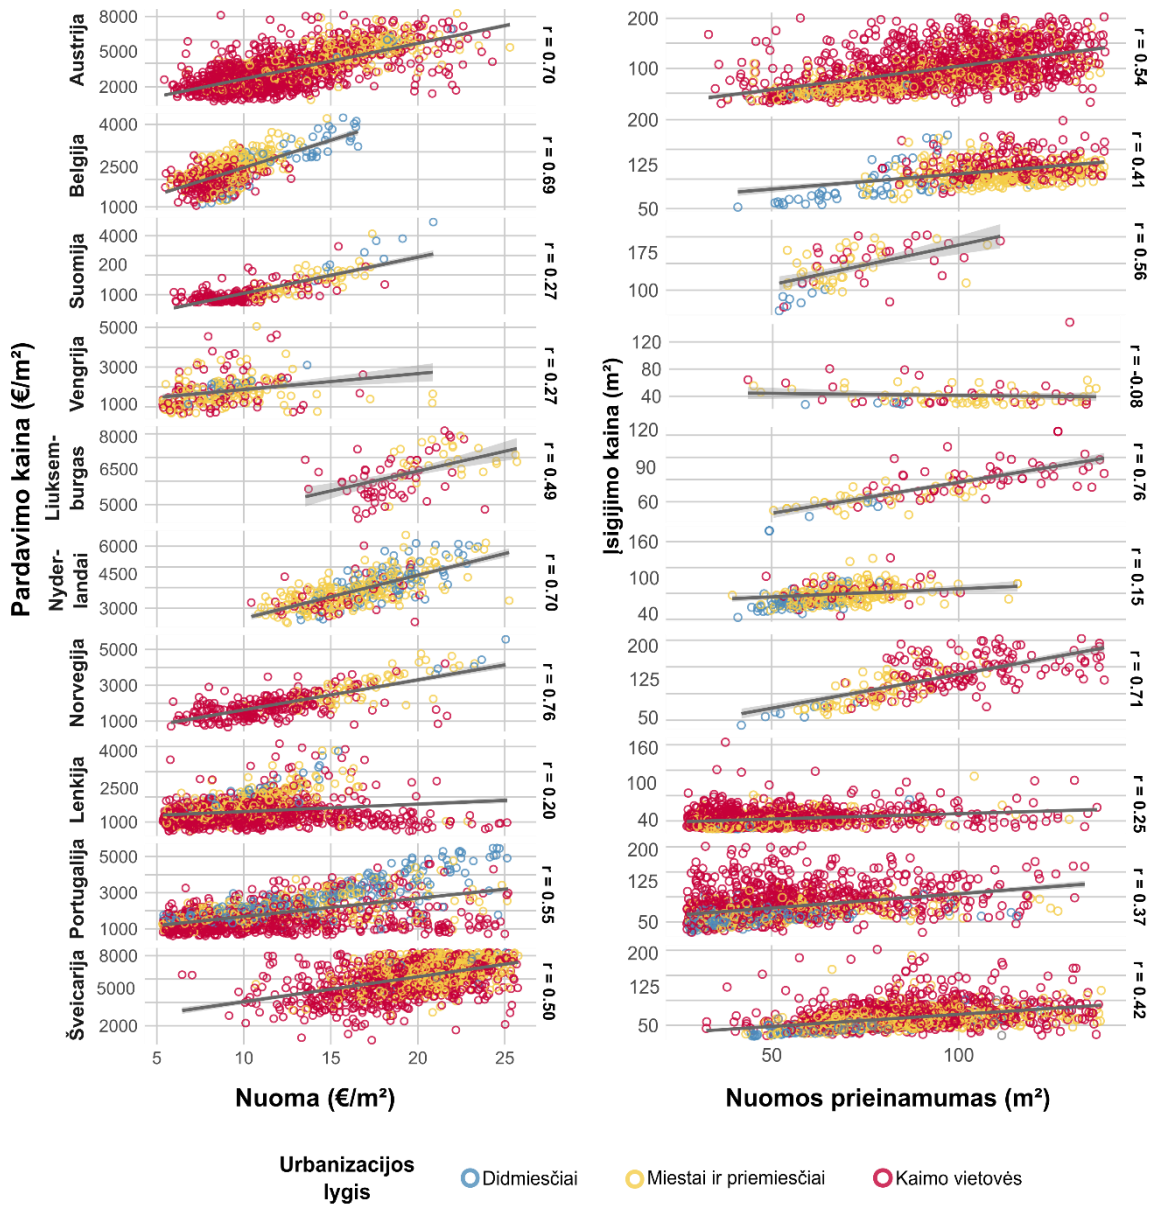 Pardavimo kaina (€/m²)
Austrija
8000
5000
2000
r = 0.70
Belgija
4000
2500
1000
r = 0.69
Suomija
4000
200
1000
r = 0.27
Vengrija
5000
3000
1000
r = 0.27
Liuksem-
burgas
8000
6500
5000
r = 0.49
Nyder-
landai
6000
4500
3000
r = 0.70
Norvegija
5000
3000
1000
r = 0.76
Lenkija
4000
2500
1000
r = 0.20
Portugalija
5000
3000
1000
r = 0.55
Šveicarija
8000
5000
2000
r = 0.50
5 10 15 20 25
Nuoma (€/m²)
Įsigijimo kaina (m²)
200
100
r = 0.54
200
125
50
r = 0.41
175
100
r = 0.56
120
80
40
r = -0.08
120
90
60
r = 0.76
160
100
40
r = 0.15
200
125
50
r = 0.71
160
100
40
r = 0.25
200
125
50
r = 0.37
200
125
50
r = 0.42
50 100
Nuomos prieinamumas (m²)
Urbanizacijos
lygis
Didmiesčiai
Miestai ir priemiesčiai
Kaimo vietovės